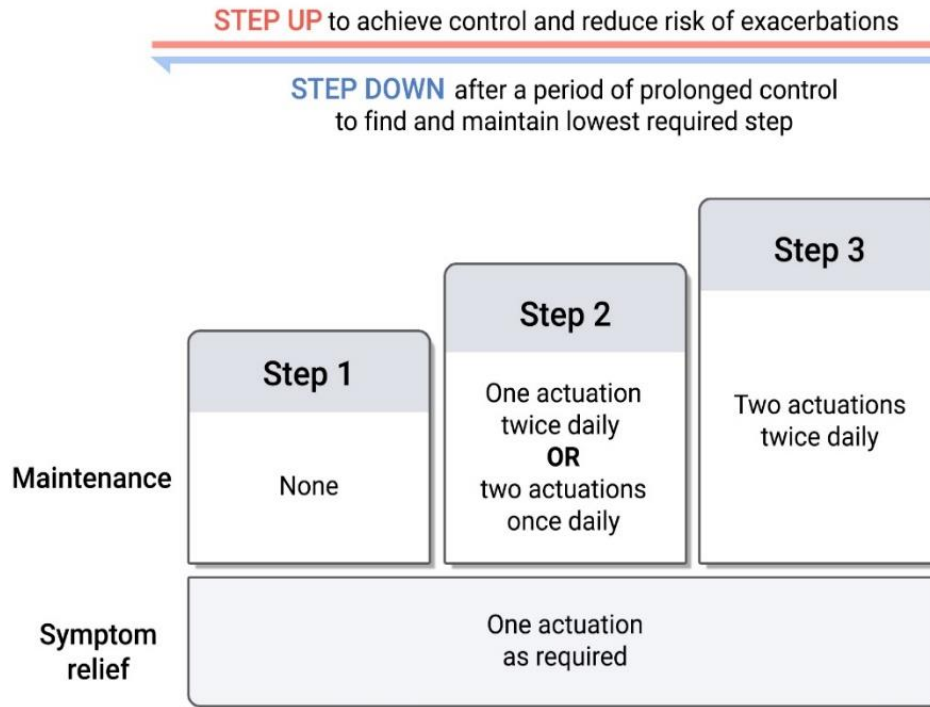 STEP UP to achieve control and reduce risk of exacerbations
STEP DOWN after a period of prolonged control
to find and maintain lowest required step
Step 1
Step 2
Step 3
Maintenance
None
One actuation
twice daily
OR
two actuations
once daily
Two actuations
twice daily
Symptom
relief
One actuation
as required